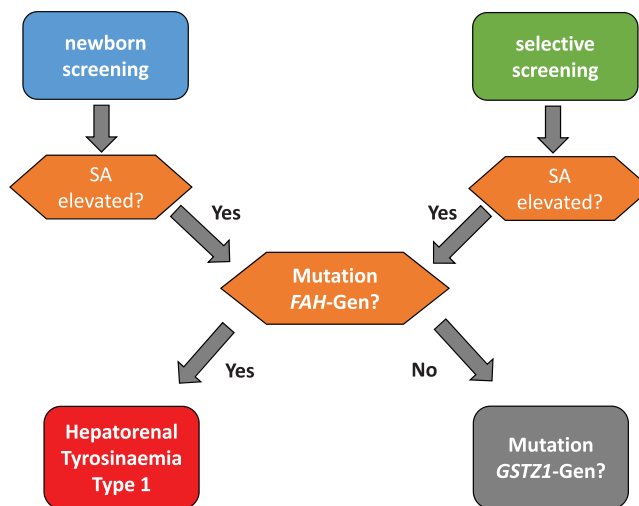 newborn
screening
selective
screening
SA
elevated?
SA
elevated?
Yes
Yes
Mutation
FAH-Gen?
Yes
No
Hepatorenal
Tyrosinaemia
Type 1
Mutation
GSTZ1-Gen?